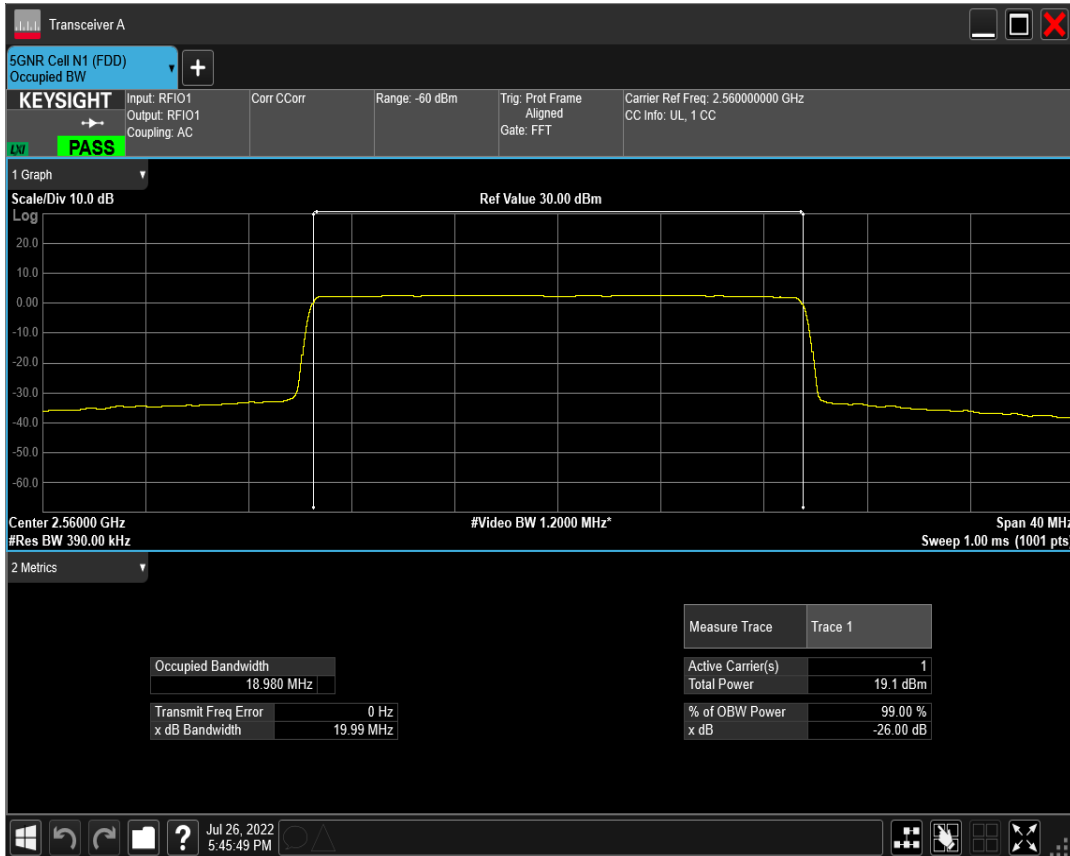 Transceiver A
5GNR Cell N1 (FDD)
Occupied BW
+
KEYSIGHT
LXI
PASS
Input: RFIO1
Output: RFIO1
Coupling: AC
Corr CCorr
Range: -60 dBm
Trig: Prot Frame
Aligned
Gate: FFT
Carrier Ref Freq: 2.560000000 GHz
CC Info: UL, 1 CC
1 Graph
Scale/Div 10.0 dB
Ref Value 30.00 dBm
Log
20.0
10.0
0.00
-10.0
-20.0
-30.0
-40.0
-50.0
-60.0
Center 2.56000 GHz
#Video BW 1.2000 MHz*
Span 40 MHz
#Res BW 390.00 kHz
Sweep 1.00 ms (1001 pts)
2 Metrics
Measure Trace Trace 1
Occupied Bandwidth
18.980 MHz
Transmit Freq Error 0 Hz
x dB Bandwidth 19.99 MHz
Active Carrier(s) 1
Total Power 19.1 dBm
% of OBW Power 99.00 %
x dB -26.00 dB
?
Jul 26, 2022
5:45:49 PM